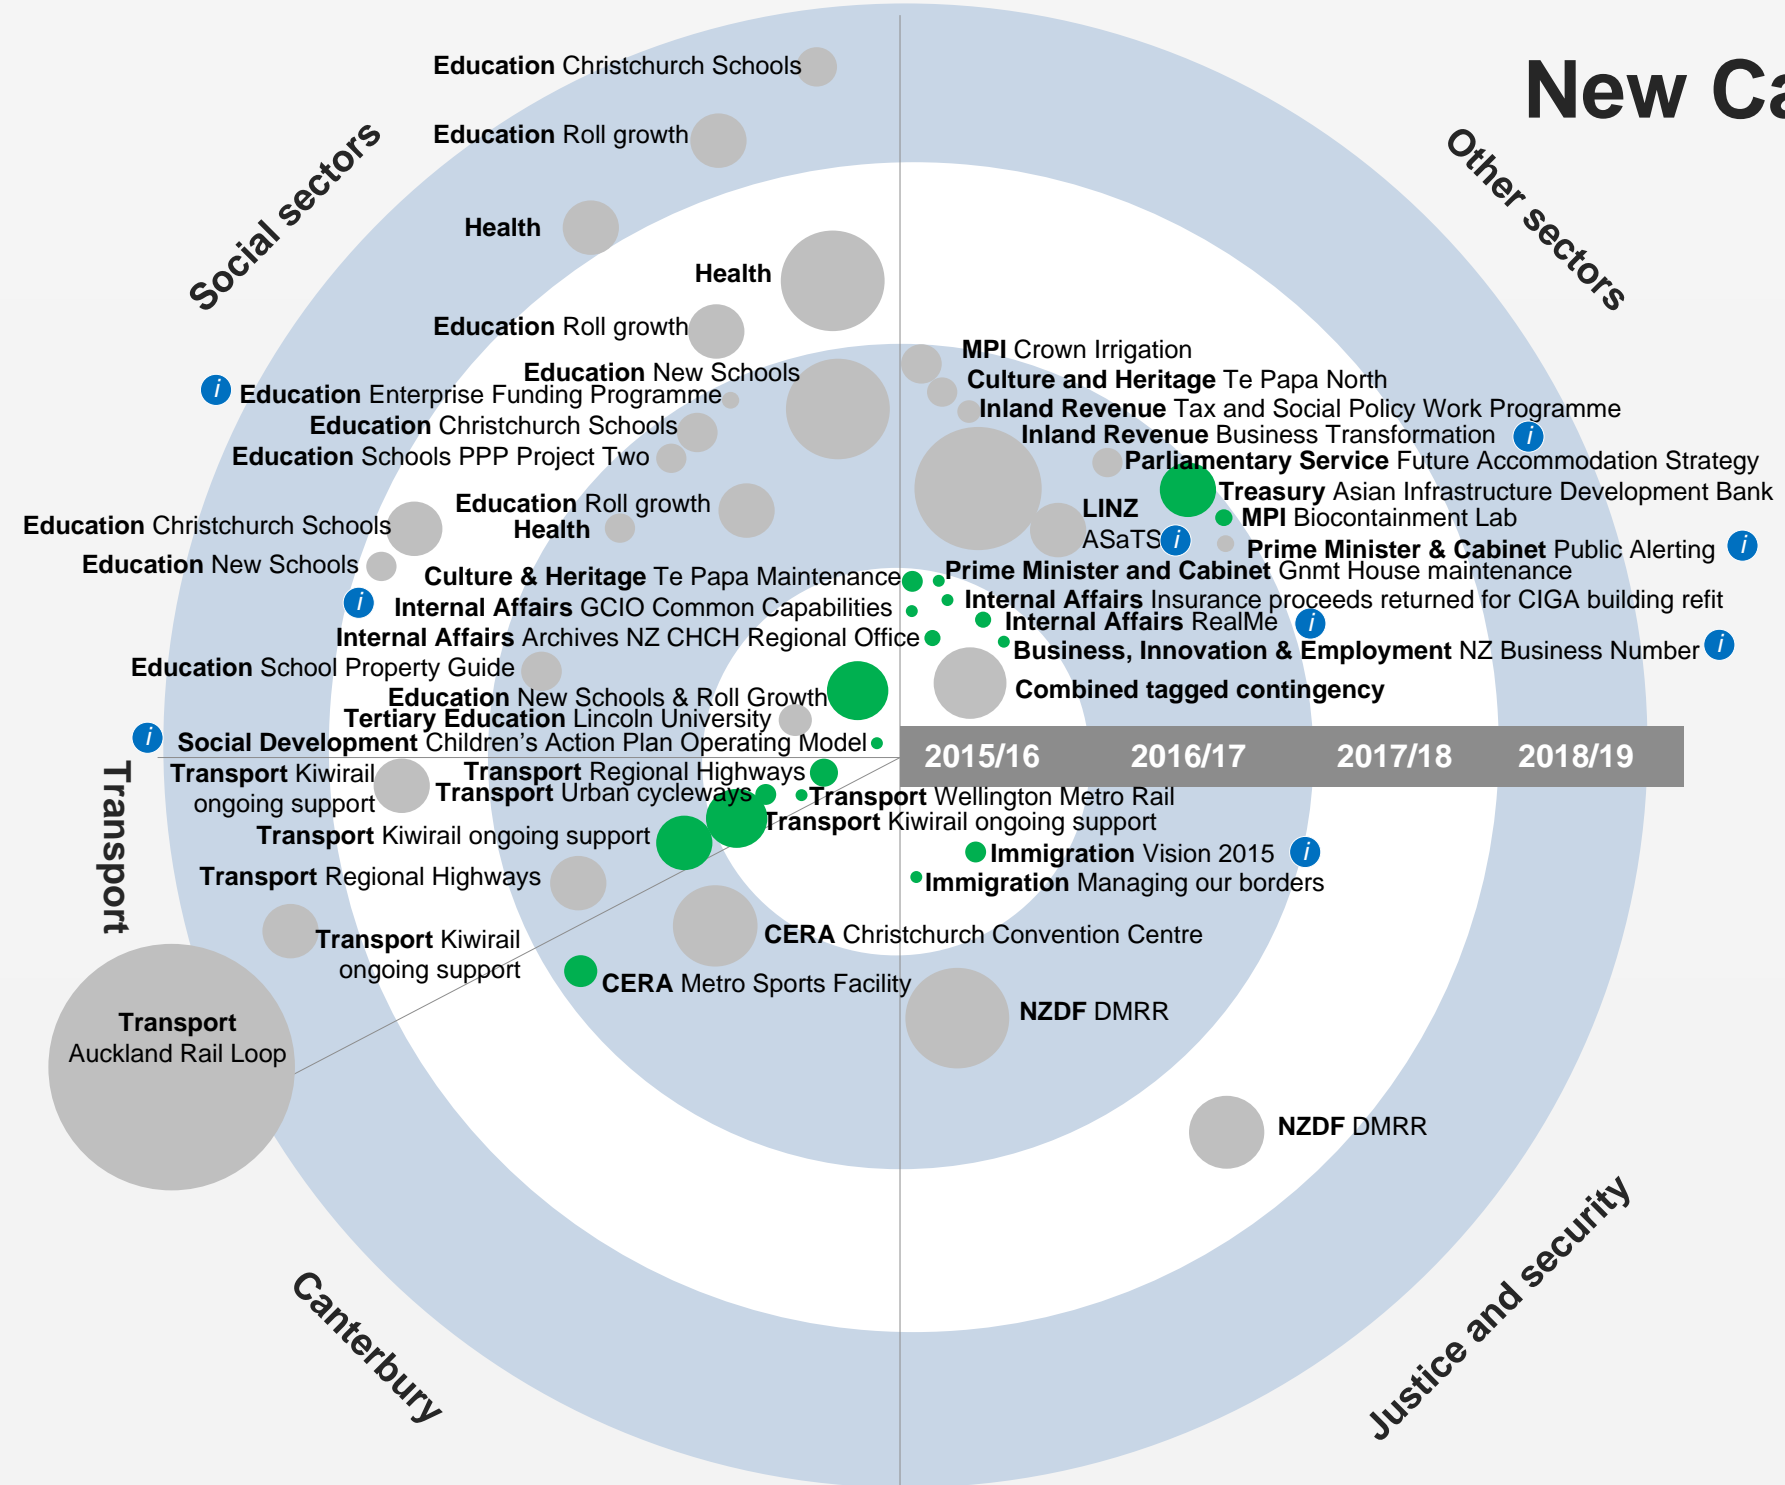 New Ca
Social sectors
Other sectors
Education Christchurch Schools
Education Roll growth
Health
Health
Education Roll growth
Education New Schools
i Education Enterprise Funding Programme
Education Christchurch Schools
Education Schools PPP Project Two
Education Roll growth
Health
Education Christchurch Schools
Education New Schools
Culture & Heritage Te Papa Maintenance
i Internal Affairs GCIO Common Capabilities
Internal Affairs Archives NZ CHCH Regional Office
Education School Property Guide
Education New Schools & Roll Growth
Tertiary Education Lincoln University
i Social Development Children's Action Plan Operating Model
MPI Crown Irrigation
Culture and Heritage Te Papa North
Inland Revenue Tax and Social Policy Work Programme
Inland Revenue Business Transformation i
Parliamentary Service Future Accommodation Strategy
Treasury Asian Infrastructure Development Bank
LINZ
ASaTS i
MPI Biocontainment Lab
Prime Minister & Cabinet Public Alerting i
Prime Minister and Cabinet Gnmt House maintenance
Internal Affairs Insurance proceeds returned for CIGA building refit
Internal Affairs RealMe i
Business, Innovation & Employment NZ Business Number i
Combined tagged contingency
2015/16 2016/17 2017/18 2018/19
Transport
Transport Kiwirail
ongoing support
Transport Regional Highways
Transport Urban cycleways
Transport Wellington Metro Rail
Transport Kiwirail ongoing support
Transport Kiwirail ongoing support
Transport Regional Highways
Transport Kiwirail
ongoing support
Transport
Auckland Rail Loop
Immigration Vision 2015 i
Immigration Managing our borders
CERA Christchurch Convention Centre
CERA Metro Sports Facility
NZDF DMRR
NZDF DMRR
Canterbury
Justice and security